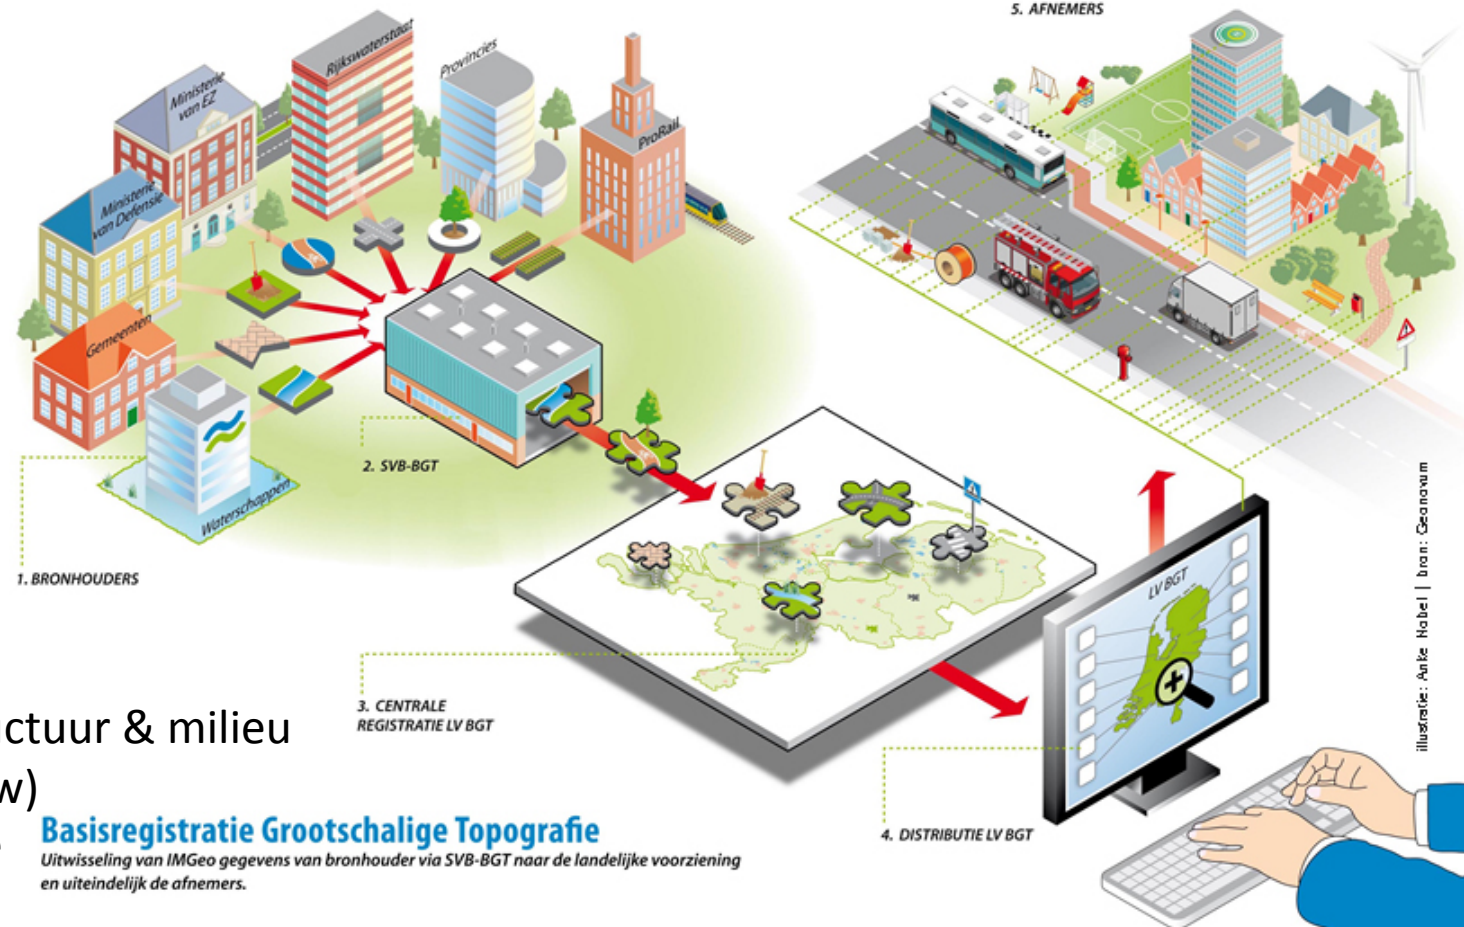 5. AFNEMERS
Rijkswaterstaat
Provincies
Ministerie
van EZ
ProRail
Ministerie
van Defensie
Gemeenten
2. SVB-BGT
Waterschappen
1. BRONHOUDERS
LV BGT
3. CENTRALE
REGISTRATIE LV BGT
4. DISTRIBUTIE LV BGT
illustratie: Anke Nobel | bron: Geonovum
ctuur & milieu
w)
Basisregistratie Grootschalige Topografie
Uitwisseling van IMGeo gegevens van bronhouder via SVB-BGT naar de landelijke voorziening
en uiteindelijk de afnemers.